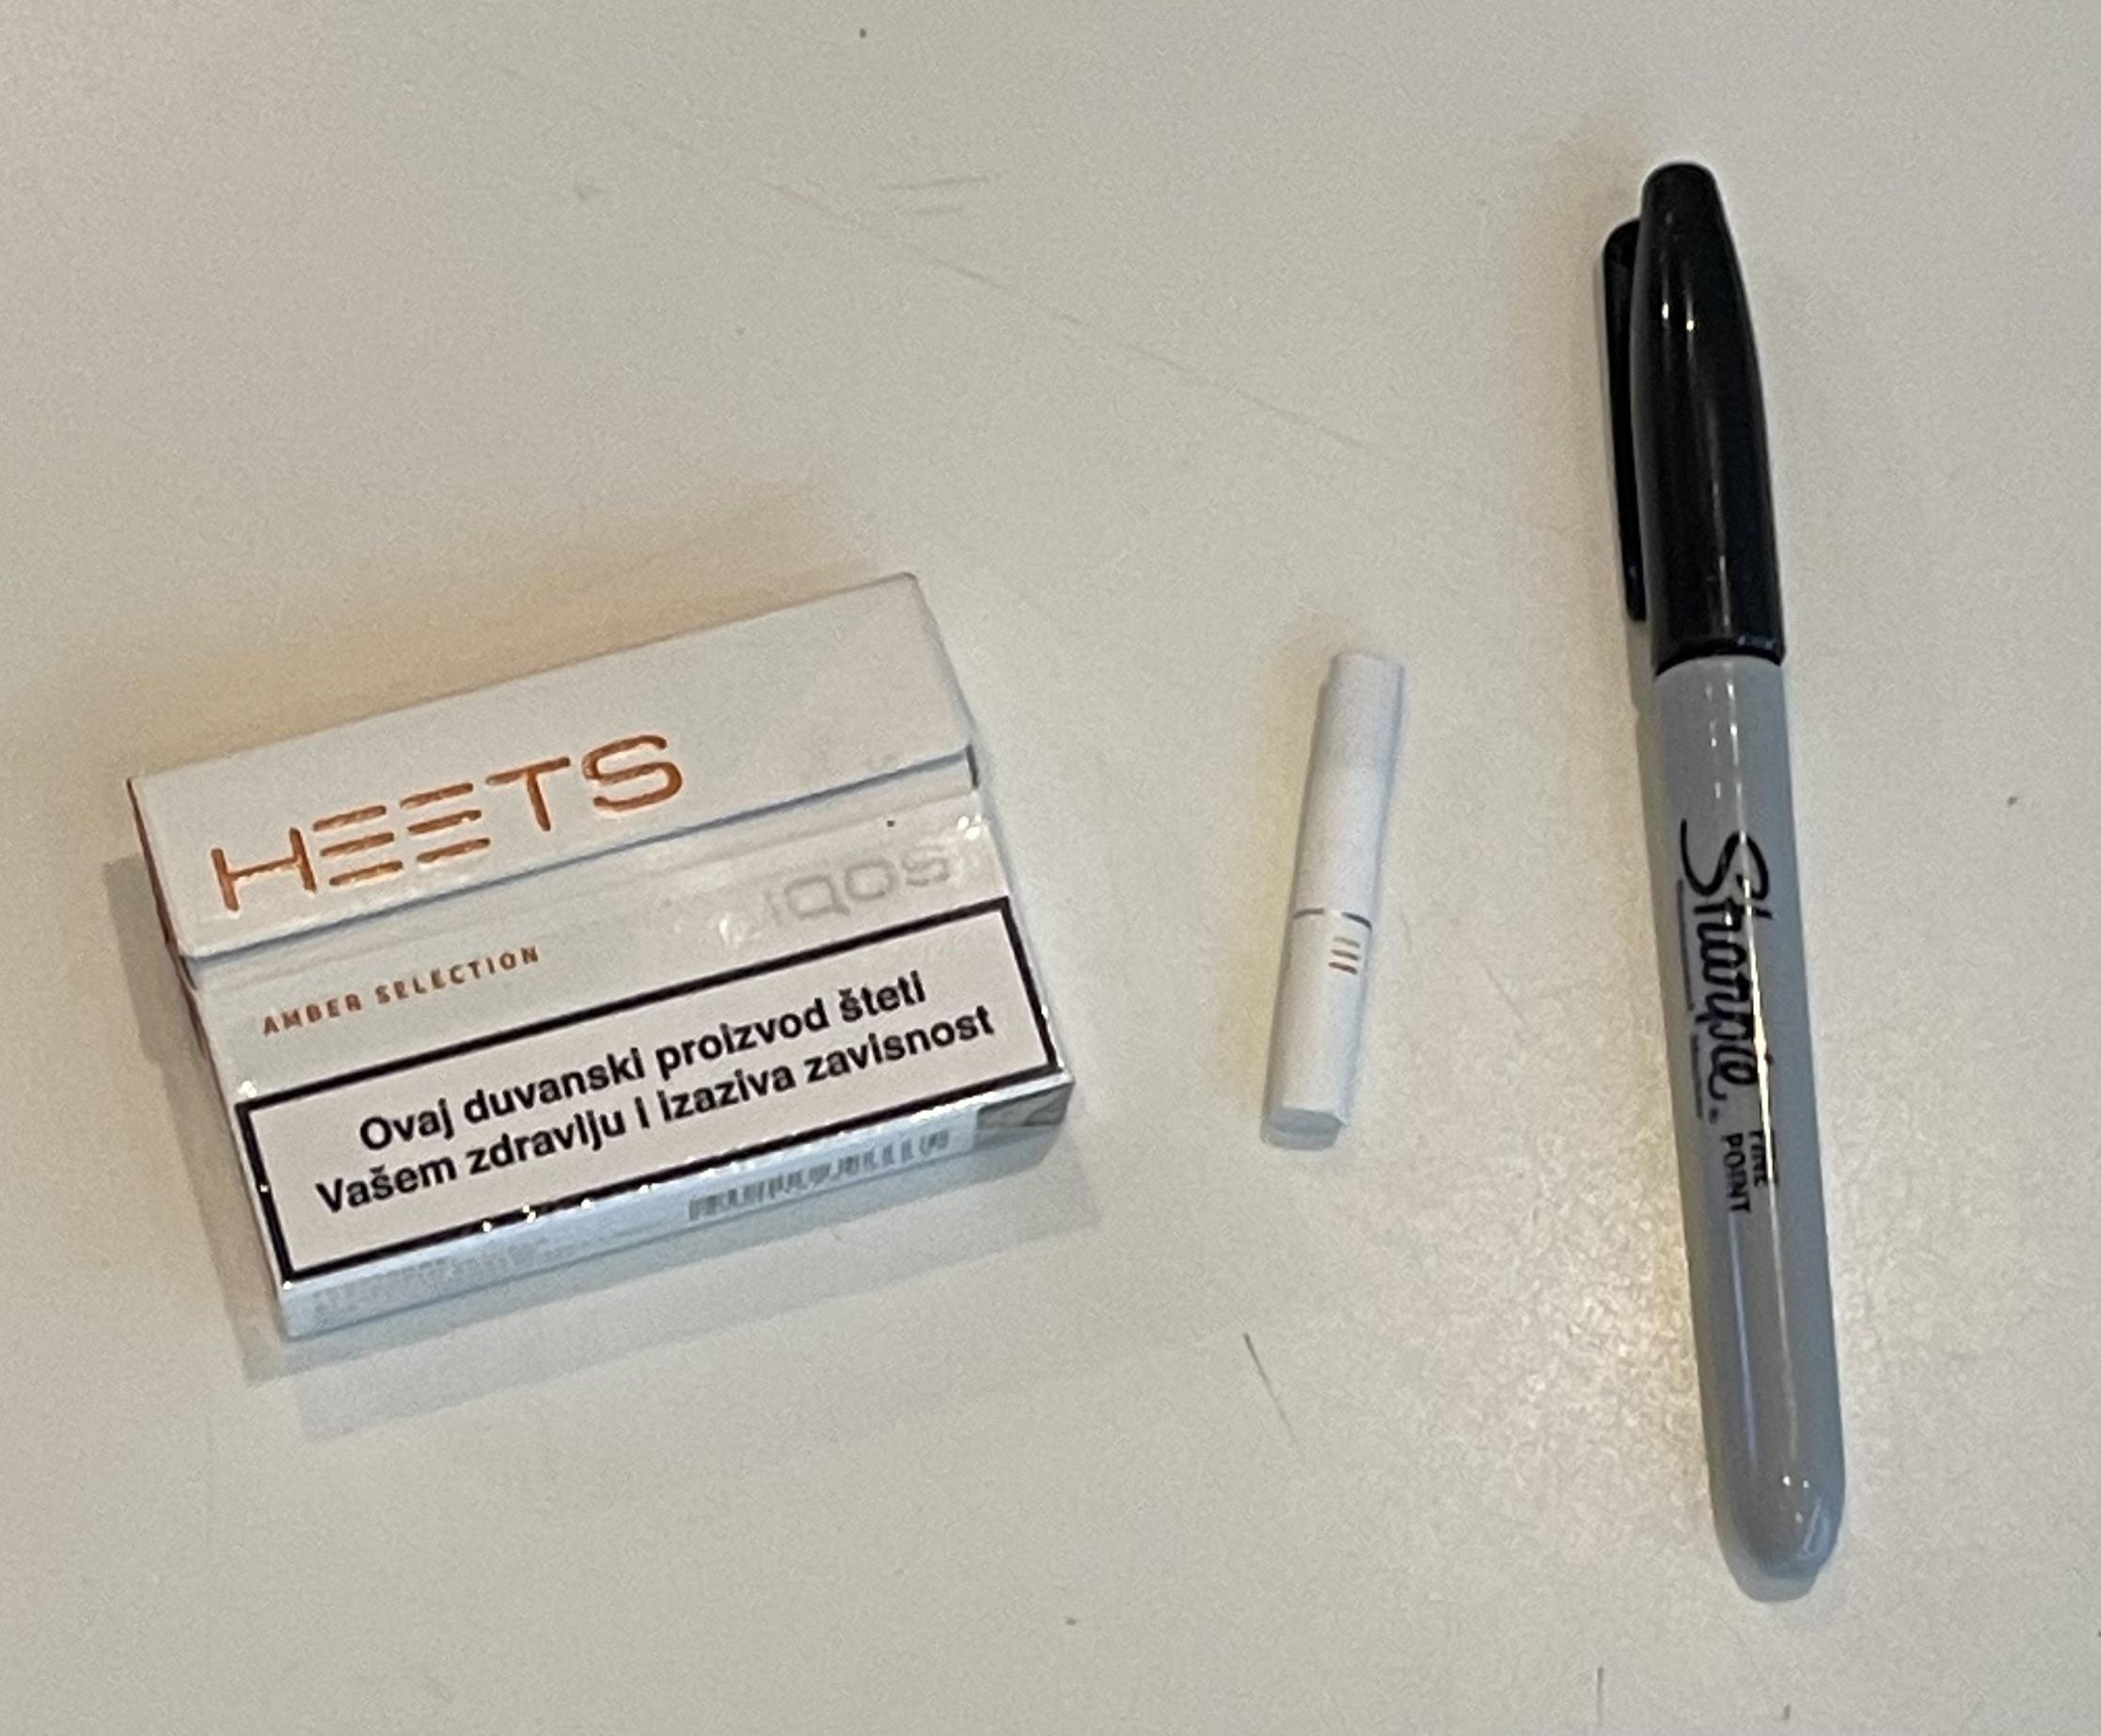 HEETS
IQOS
AMBER SELECTION
Ovaj duvanski proizvod šteti
Vašem zdravlju i izaziva zavisnost
Sharpie
FINE
POINT